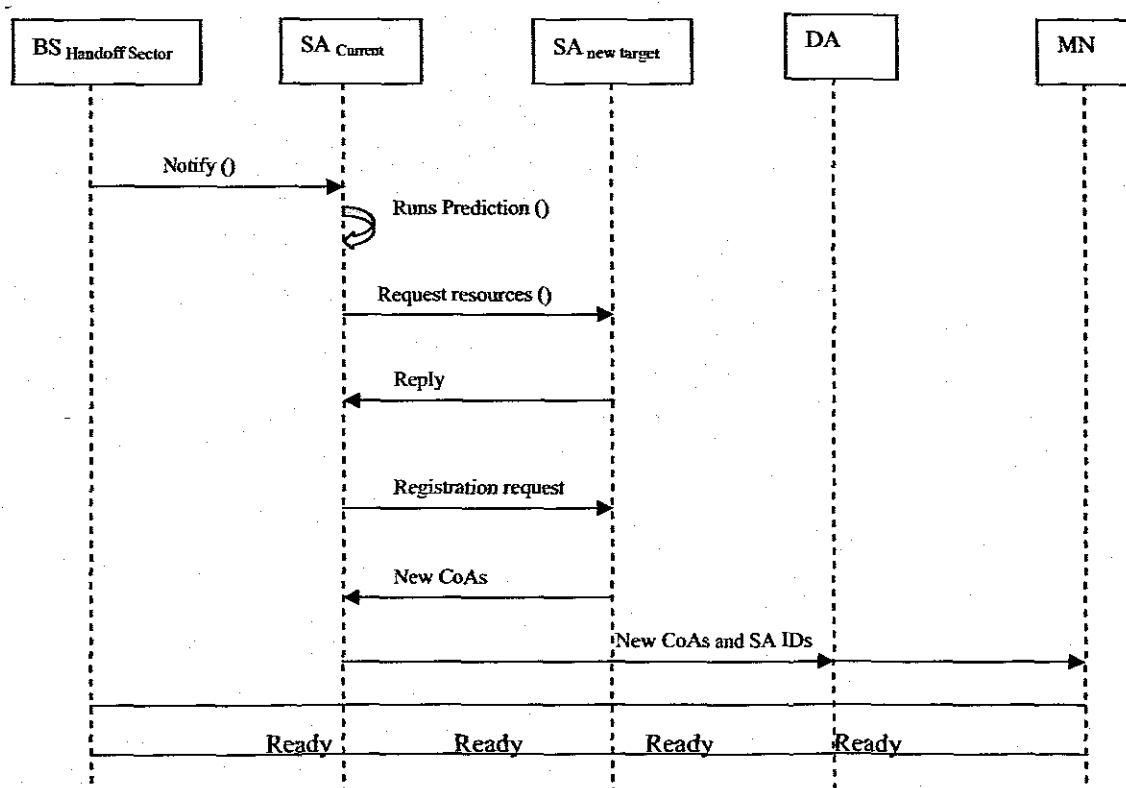 BS Handoff Sector
SA Current
SA new target
DA
MN
Notify ()
Runs Prediction ()
Request resources ()
Reply
Registration request
New CoAs
New CoAs and SA IDs
Ready Ready Ready Ready